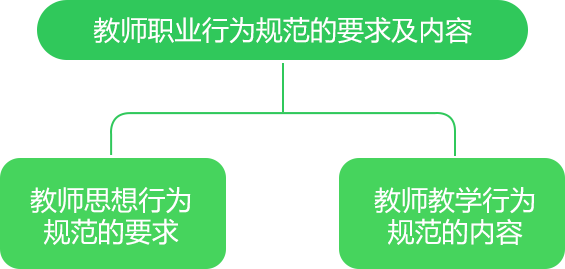 教师职业行为规范的要求及内容
教师思想行为
规范的要求
教师教学行为
规范的内容